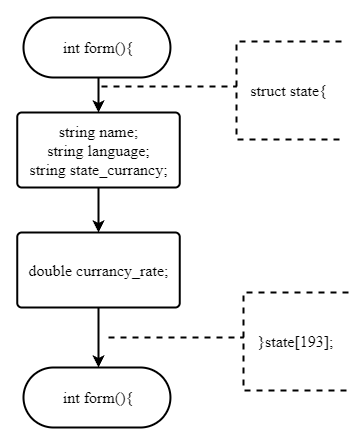 int form(){
struct state{
string name;
string language;
string state_currancy;
double currancy_rate;
}state[193];
int form(){